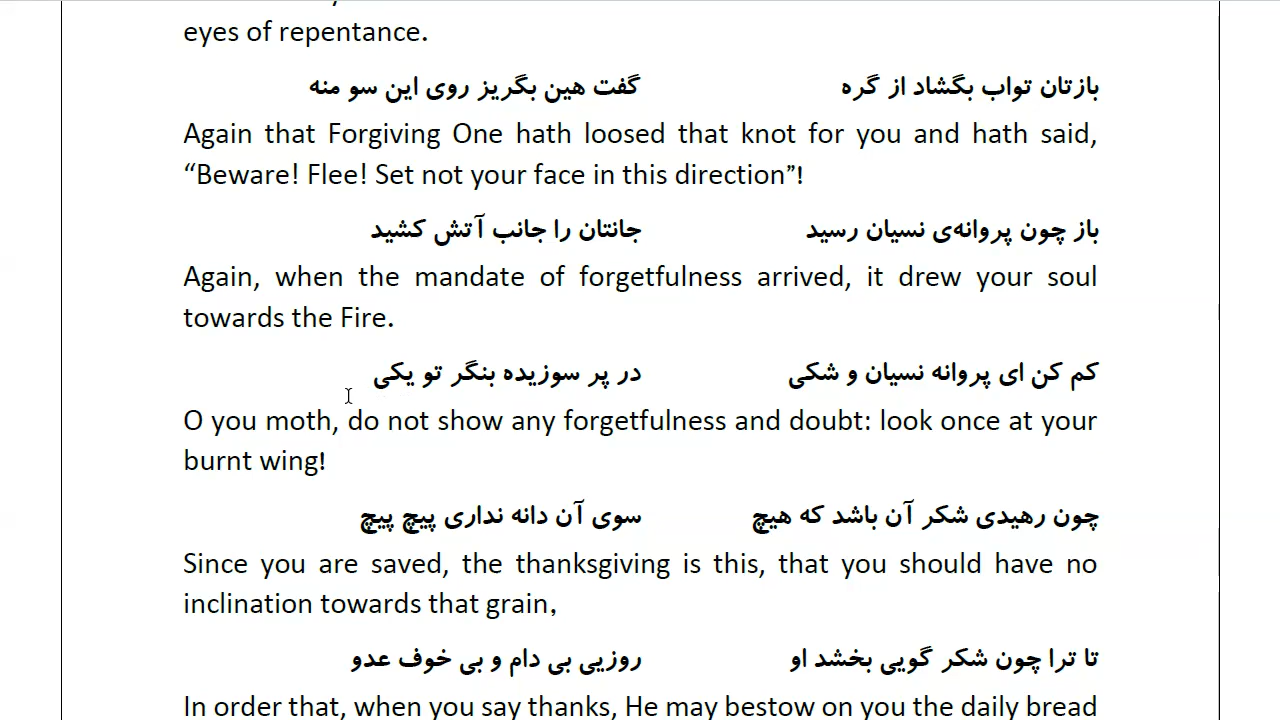 eyes of repentance.
بازتان تواب بگشاد از گره گفت هین بگریز روی این سو منه
Again that Forgiving One hath loosed that knot for you and hath said,
“Beware! Flee! Set not your face in this direction”!
باز چون پروانه‌ی نسیان رسید جانتان را جانب آتش کشید
Again, when the mandate of forgetfulness arrived, it drew your soul
towards the Fire.
کم کن ای پروانه نسیان و شکی در پر سوزیده بنگر تو یکی
O you moth, do not show any forgetfulness and doubt: look once at your
burnt wing!
چون رهیدی شکر آن باشد که هیچ سوی آن دانه نداری پیچ پیچ
Since you are saved, the thanksgiving is this, that you should have no
inclination towards that grain,
تا ترا چون شکر گویی بخشد او روزیی بی دام و بی خوف عدو
In order that, when you say thanks, He may bestow on you the daily bread